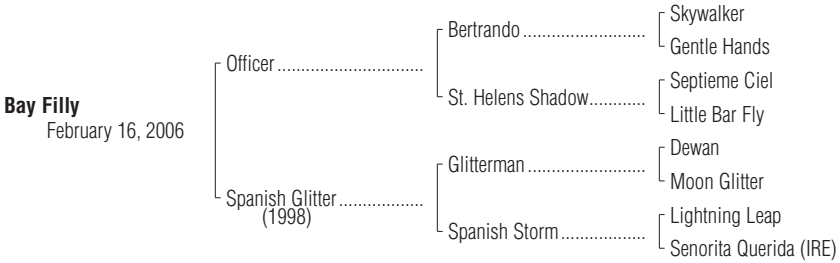 Skywalker
Bertrando ............................
Gentle Hands
Officer .................................
Septieme Ciel
St. Helens Shadow.............
Little Bar Fly
Bay Filly
February 16, 2006
Dewan
Glitterman ...........................
Moon Glitter
Spanish Glitter ...................
(1998)
Lightning Leap
Spanish Storm....................
Senorita Querida (IRE)